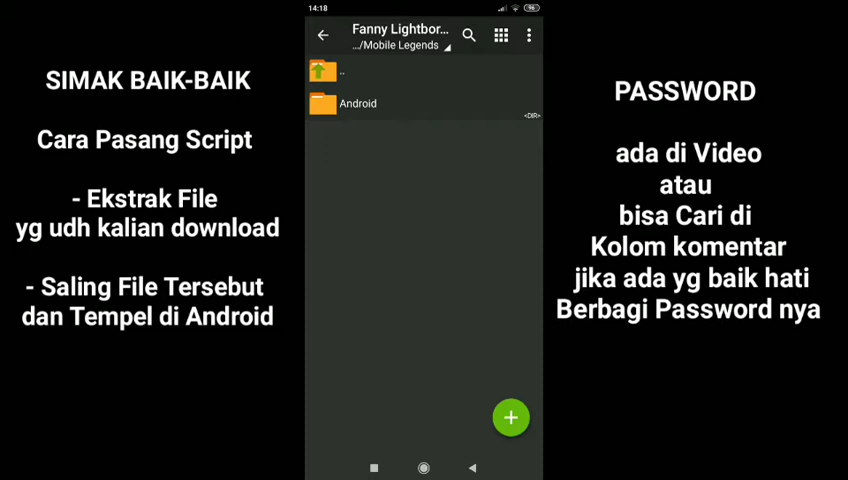 SIMAK BAIK-BAIK
Cara Pasang Script
- Ekstrak File
yg udh kalian download
- Saling File Tersebut
dan Tempel di Android
14:18
96
Fanny Lightbor...
.../Mobile Legends
..
Android
<DIR>
PASSWORD
ada di Video
atau
bisa Cari di
Kolom komentar
jika ada yg baik hati
Berbagi Password nya